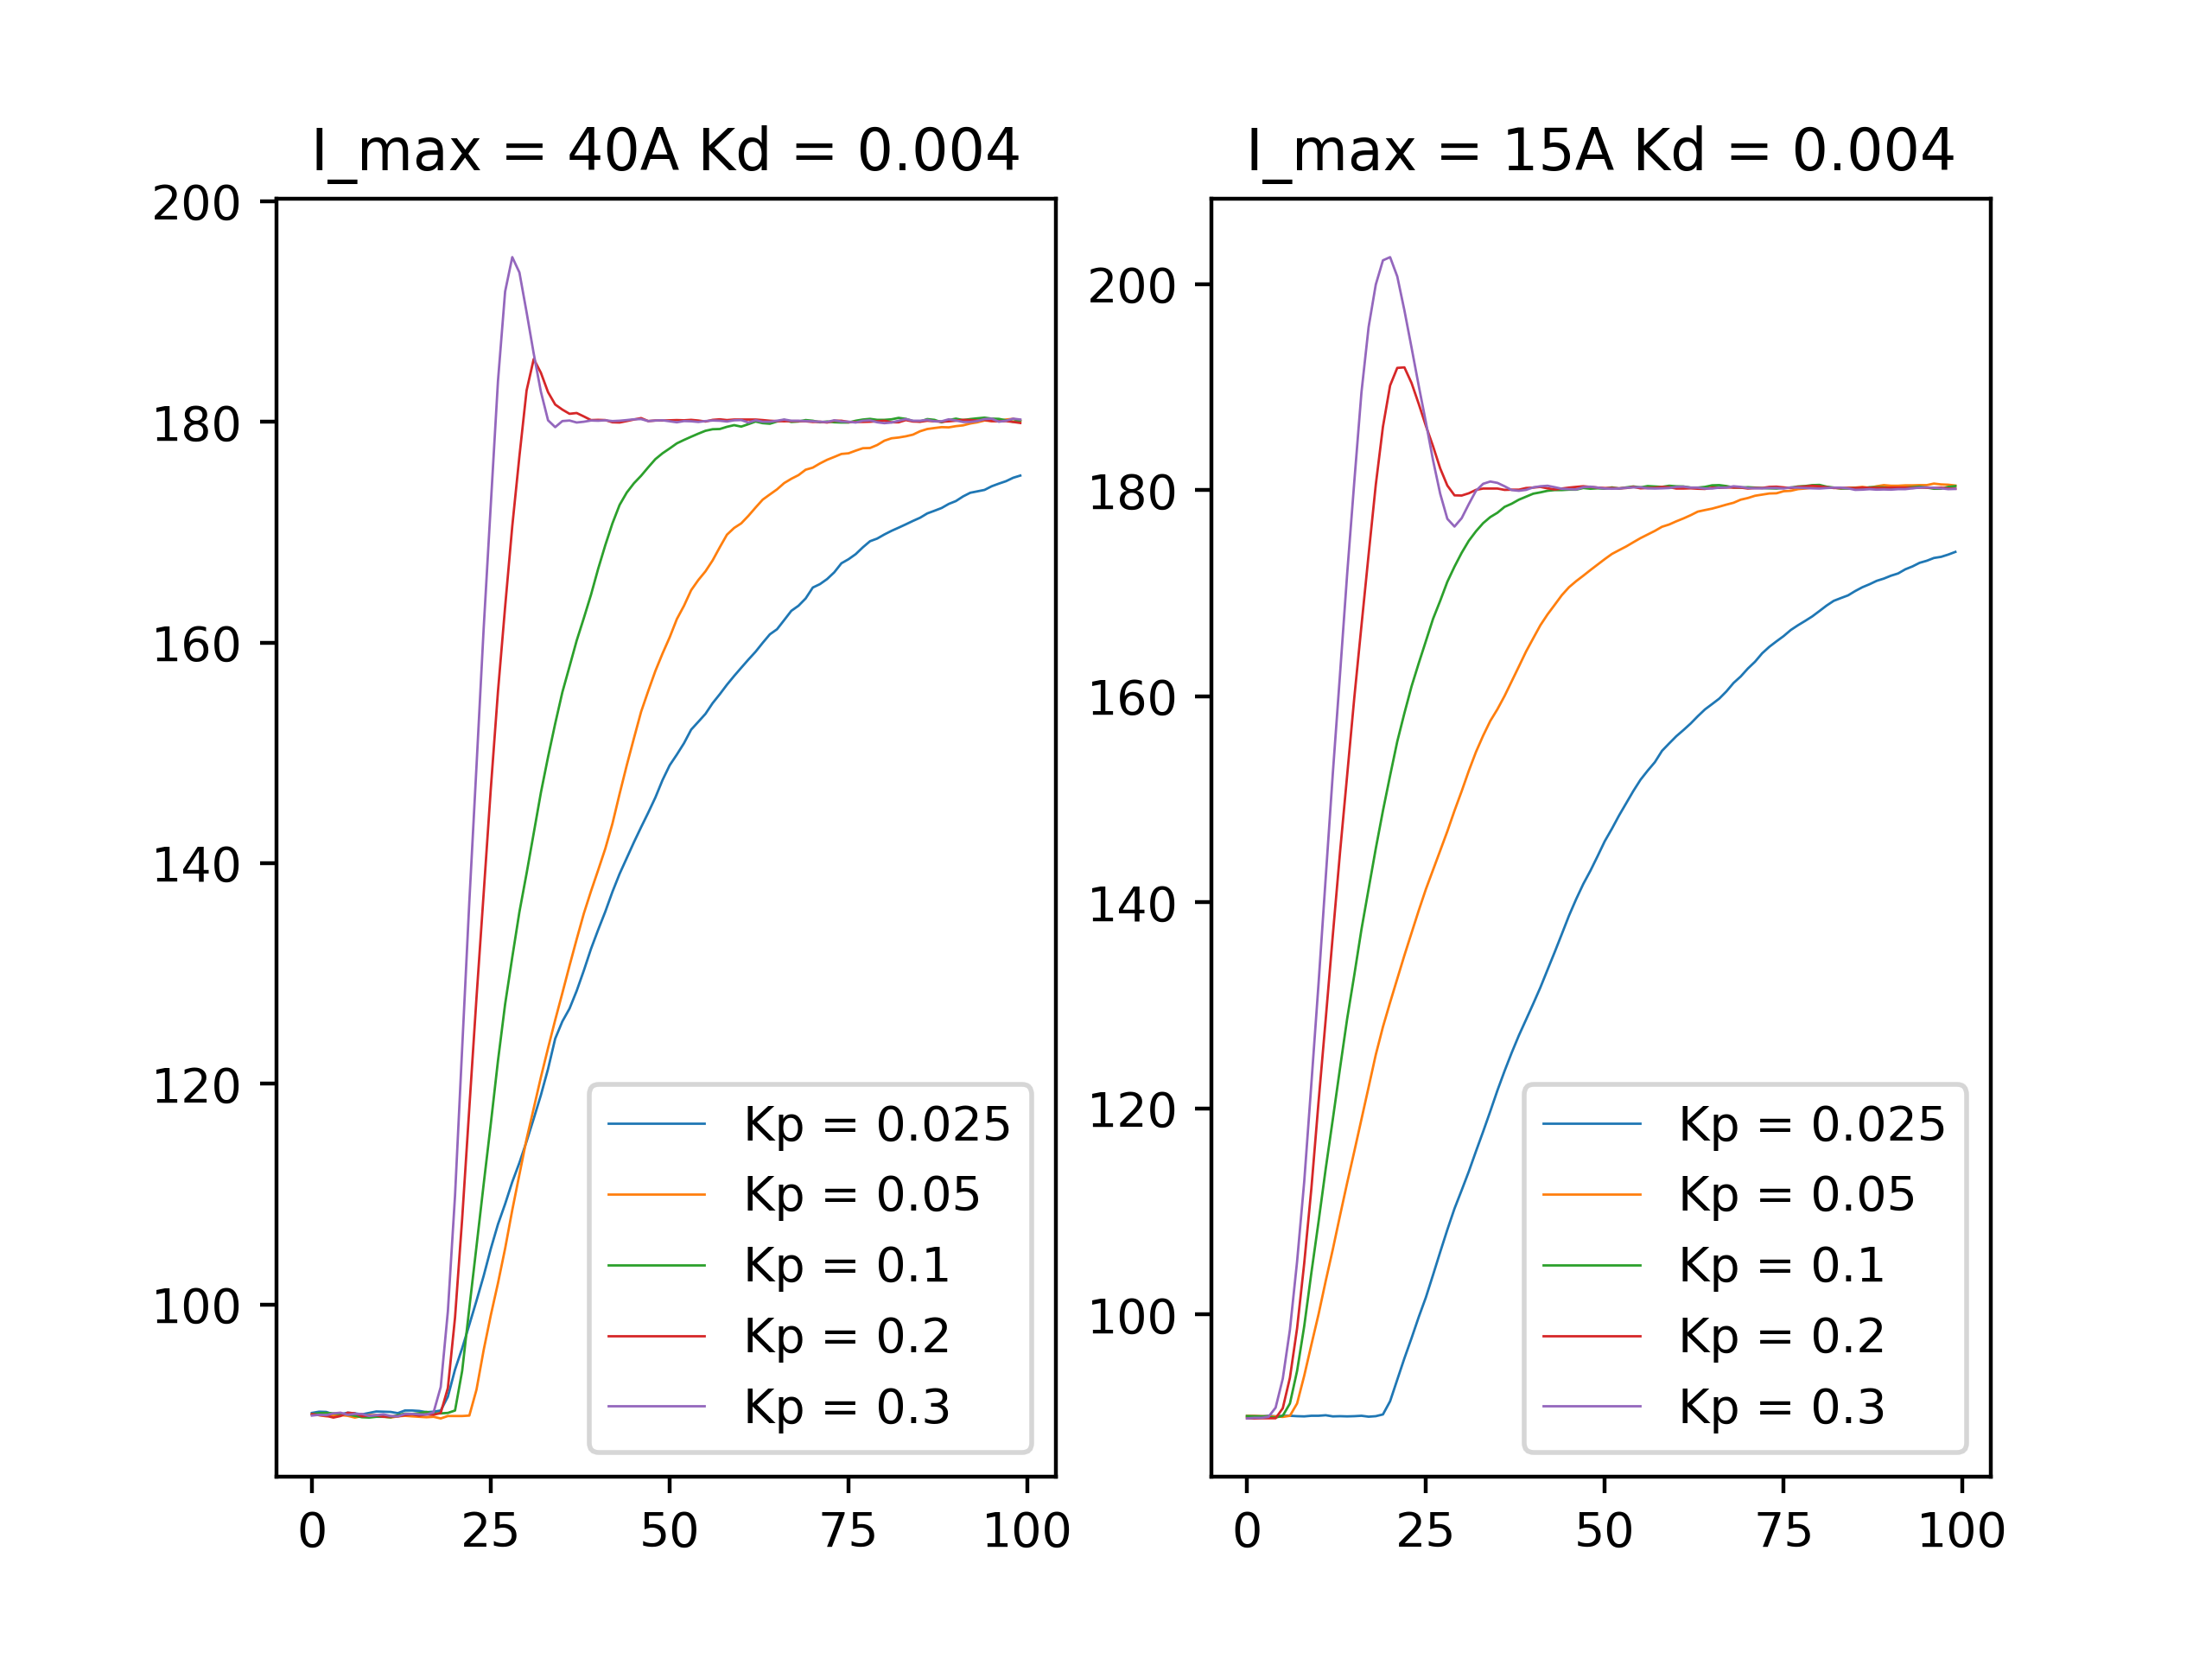 I_max = 40A Kd = 0.004
200
180
160
140
120
100
0 25 50 75 100
Kp = 0.025
Kp = 0.05
Kp = 0.1
Kp = 0.2
Kp = 0.3
I_max = 15A Kd = 0.004
200
180
160
140
120
100
0 25 50 75 100
Kp = 0.025
Kp = 0.05
Kp = 0.1
Kp = 0.2
Kp = 0.3